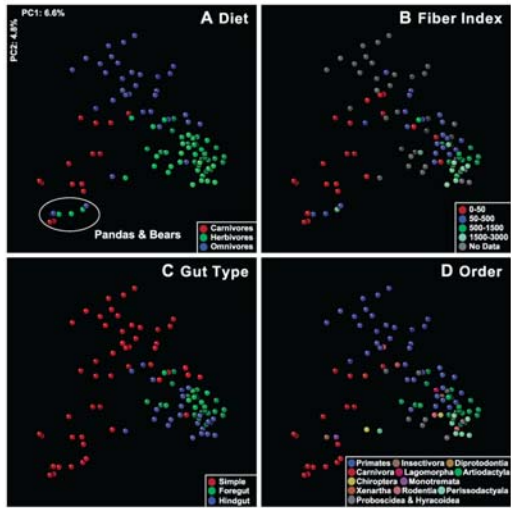 A Diet
PC1: 6.6%
PC2: 4.8%
Pandas & Bears
Carnivores
Herbivores
Omnivores
B Fiber Index
0-50
50-500
500-1500
1500-3000
No Data
C Gut Type
Simple
Foregut
Hindgut
D Order
Primates Insectivora Diprotodontia
Carnivora Lagomorpha Artiodactyla
Chiroptera Monotremata
Xenartha Rodentia Perissodactyala
Proboscidea & Hyracoidea